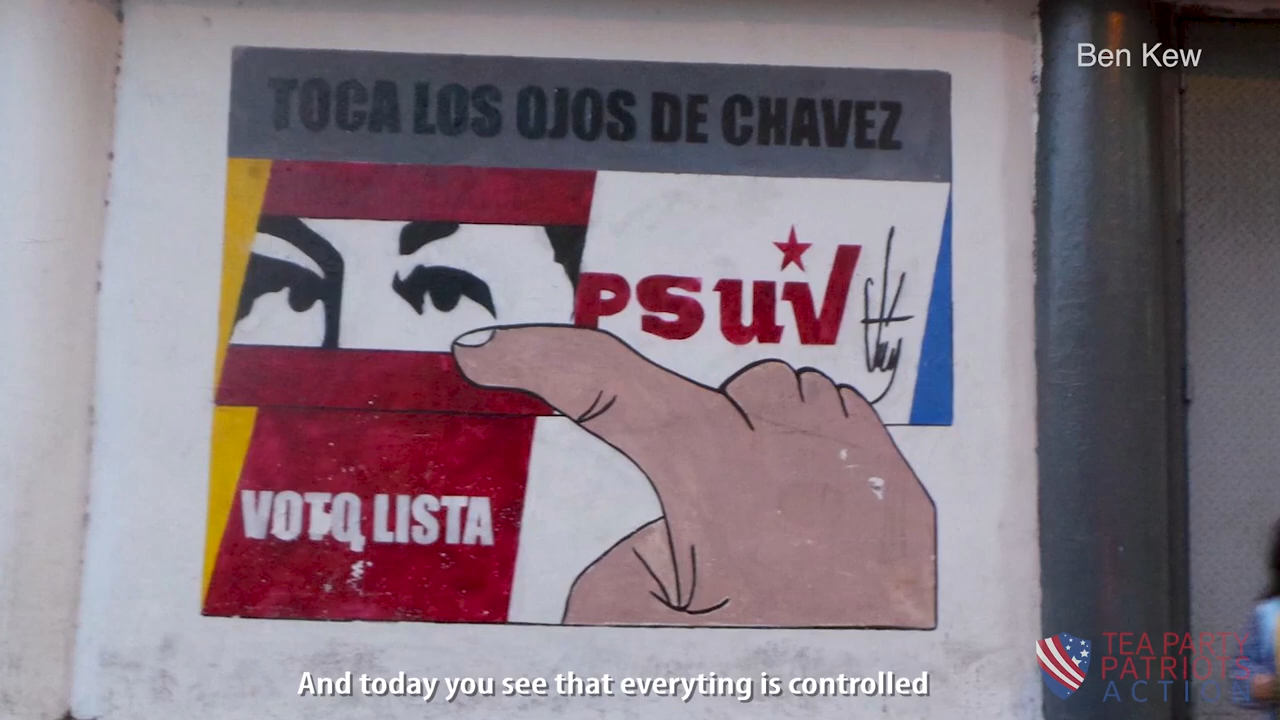 Ben Kew
TOCA LOS OJOS DE CHAVEZ
PSUV
VOTO LISTA
And today you see that everyting is controlled
TEA PARTY
PATRIOTS
ACTION